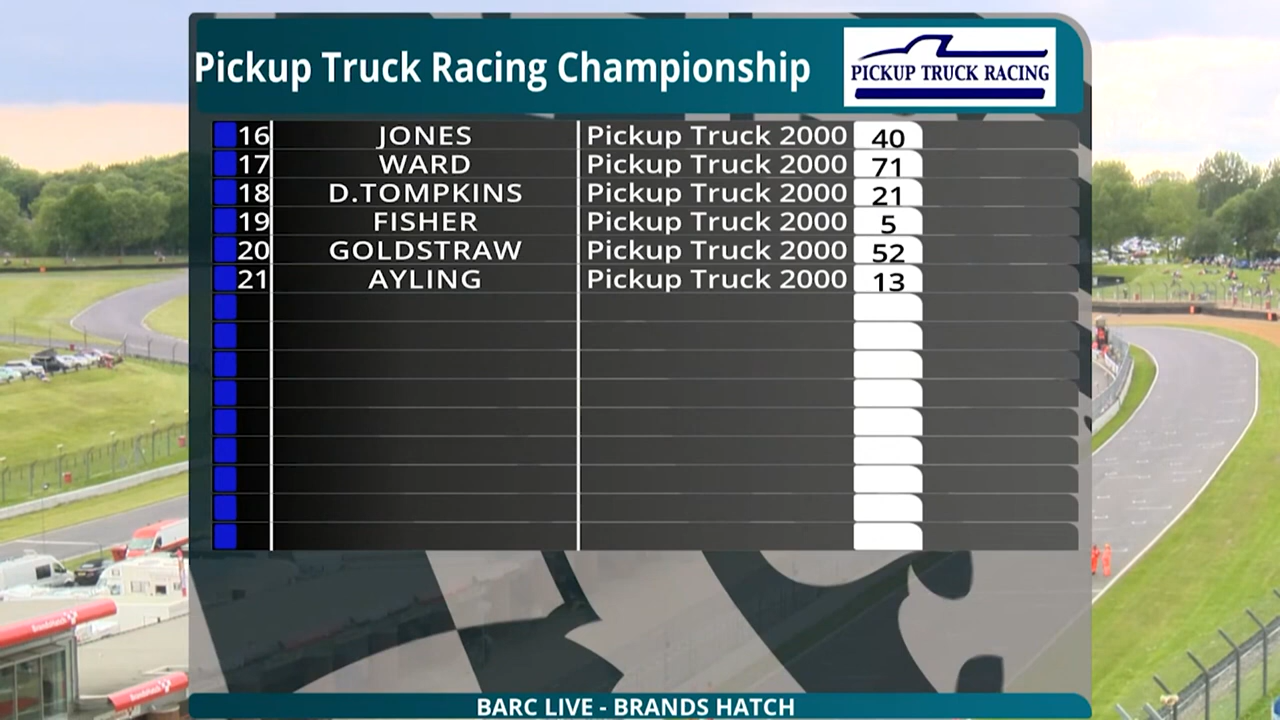 Pickup Truck Racing Championship
PICKUP TRUCK RACING
16 JONES Pickup Truck 2000 40
17 WARD Pickup Truck 2000 71
18 D.TOMPKINS Pickup Truck 2000 21
19 FISHER Pickup Truck 2000 5
20 GOLDSTRAW Pickup Truck 2000 52
21 AYLING Pickup Truck 2000 13
BARC LIVE - BRANDS HATCH